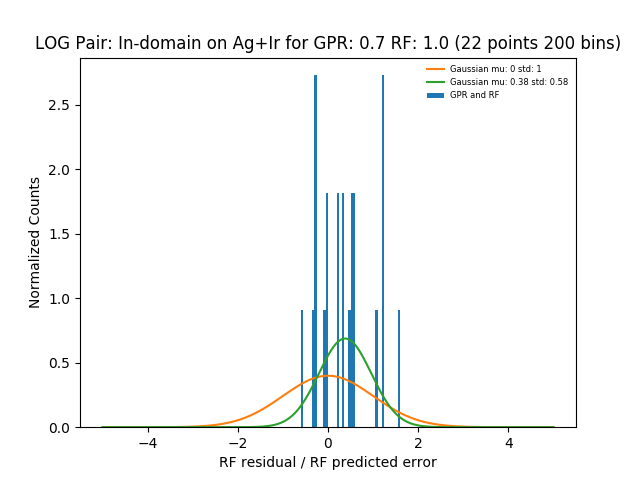 LOG Pair: In-domain on Ag+Ir for GPR: 0.7 RF: 1.0 (22 points 200 bins)
Gaussian mu: 0 std: 1
Gaussian mu: 0.38 std: 0.58
GPR and RF
Normalized Counts
2.5
2.0
1.5
1.0
0.5
0.0
−4 −2 0 2 4
RF residual / RF predicted error